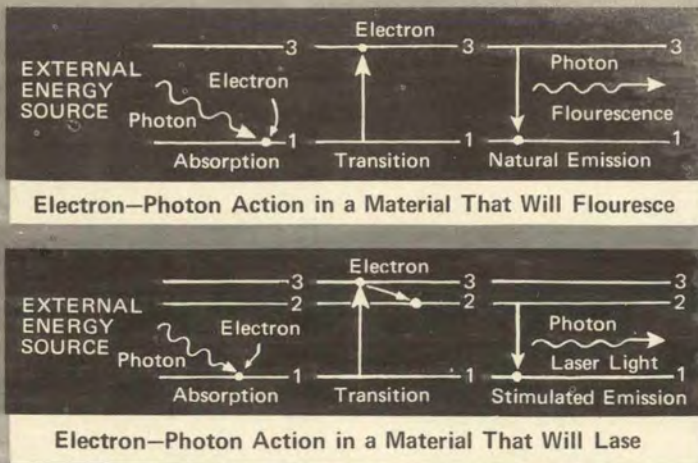 Electron
3
3
3
EXTERNAL
ENERGY
SOURCE
Electron
Photon
Photon
Flourescence
1
1
1
Absorption
Transition
Natural Emission
Electron—Photon Action in a Material That Will Flouresce
Electron
3
3
3
2
2
2
EXTERNAL
ENERGY
SOURCE
Electron
Photon
Photon
Laser Light
1
1
1
Absorption
Transition
Stimulated Emission
Electron—Photon Action in a Material That Will Lase